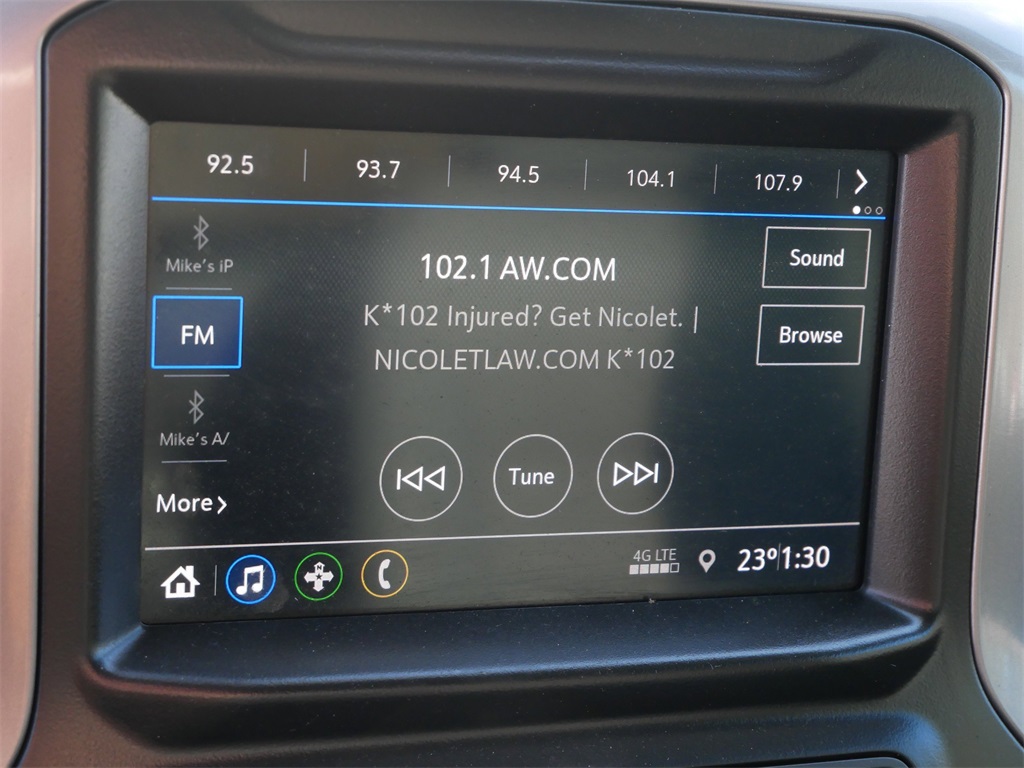 92.5 93.7 94.5 104.1 107.9
Mike's iP
FM
Mike's A/
More
102.1 AW.COM
K*102 Injured? Get Nicolet. |
NICOLETLAW.COM K*102
Sound
Browse
Tune
N
4G LTE
23º 1:30